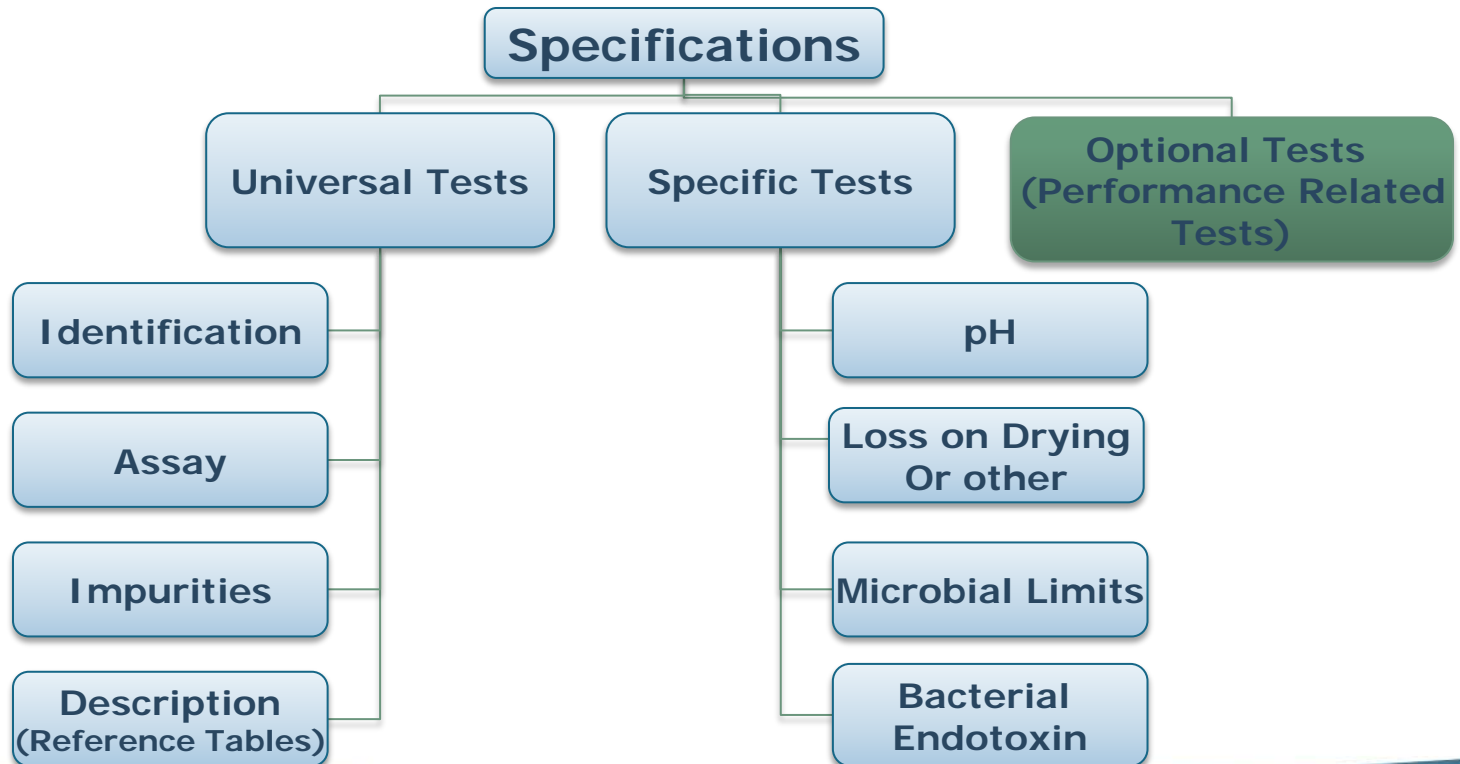 Specifications
Universal Tests
Specific Tests
Optional Tests
(Performance Related
Tests)
Identification
Assay
Impurities
Description
(Reference Tables)
pH
Loss on Drying
Or other
Microbial Limits
Bacterial
Endotoxin